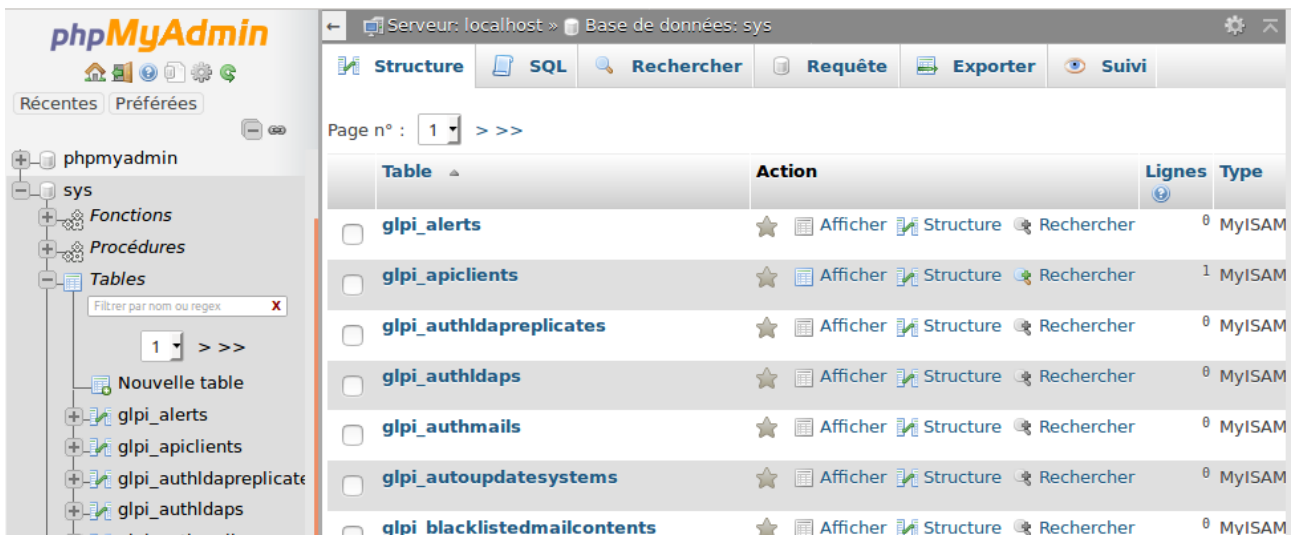 phpMyAdmin
Récentes Préférées
phpmyadmin
sys
Fonctions
Procédures
Tables
Filtrer par nom ou regex X
1 > >>
Nouvelle table
glpi_alerts
glpi_apiclients
glpi_authldapreplicate
glpi_authldaps
← Serveur: localhost » Base de données: sys
Structure SQL Rechercher Requête Exporter Suivi
Page n° : 1 > >>
Table Action Lignes Type
glpi_alerts Afficher Structure Rechercher 0 MyISAM
glpi_apiclients Afficher Structure Rechercher 1 MyISAM
glpi_authldapreplicates Afficher Structure Rechercher 0 MyISAM
glpi_authldaps Afficher Structure Rechercher 0 MyISAM
glpi_authmails Afficher Structure Rechercher 0 MyISAM
glpi_autoupdatesystems Afficher Structure Rechercher 0 MyISAM
glpi_blacklistedmailcontents Afficher Structure Rechercher 0 MyISAM